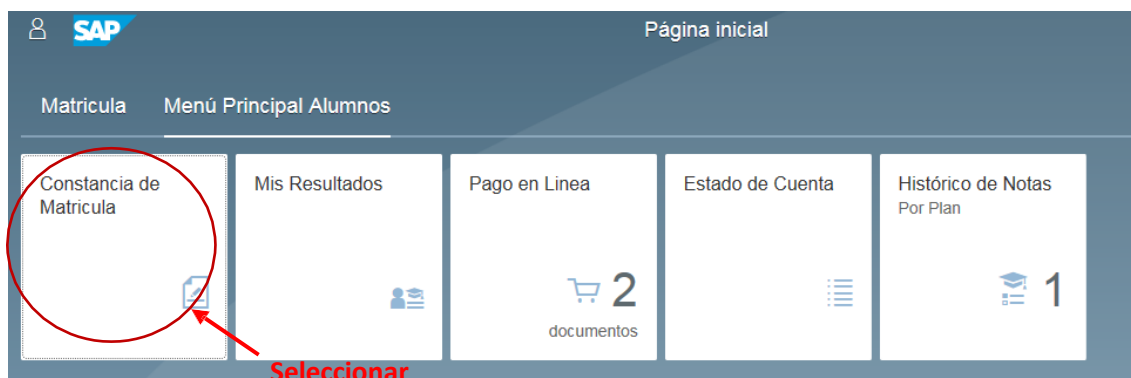 SAP
Página inicial
Matricula
Menú Principal Alumnos
Constancia de
Matricula
Mis Resultados
Pago en Linea
2
documentos
Estado de Cuenta
Histórico de Notas
Por Plan
1
Seleccionar